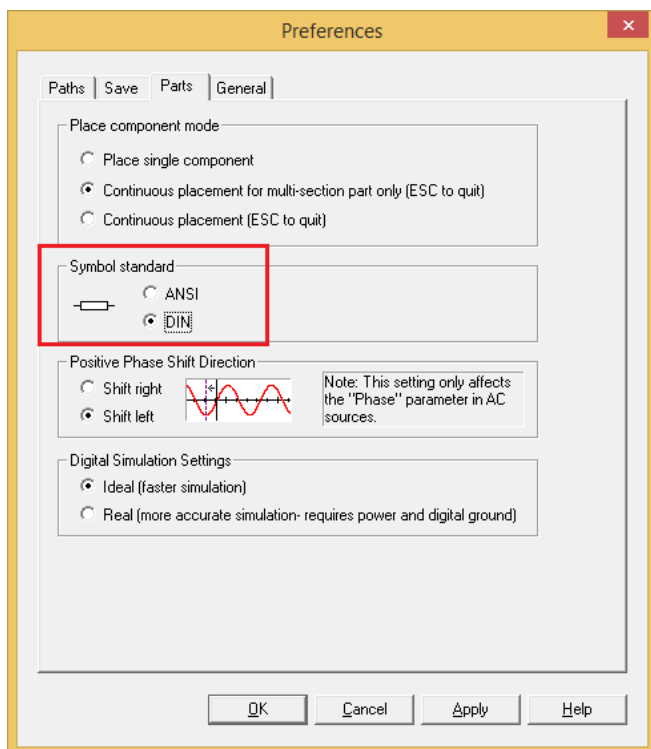 Preferences
Paths Save Parts General
Place component mode
Place single component
Continuous placement for multi-section part only (ESC to quit)
Continuous placement (ESC to quit)
Symbol standard
ANSI
DIN
Positive Phase Shift Direction
Shift right
Shift left
Note: This setting only affects
the "Phase" parameter in AC
sources.
Digital Simulation Settings
Ideal (faster simulation)
Real (more accurate simulation- requires power and digital ground)
OK Cancel Apply Help